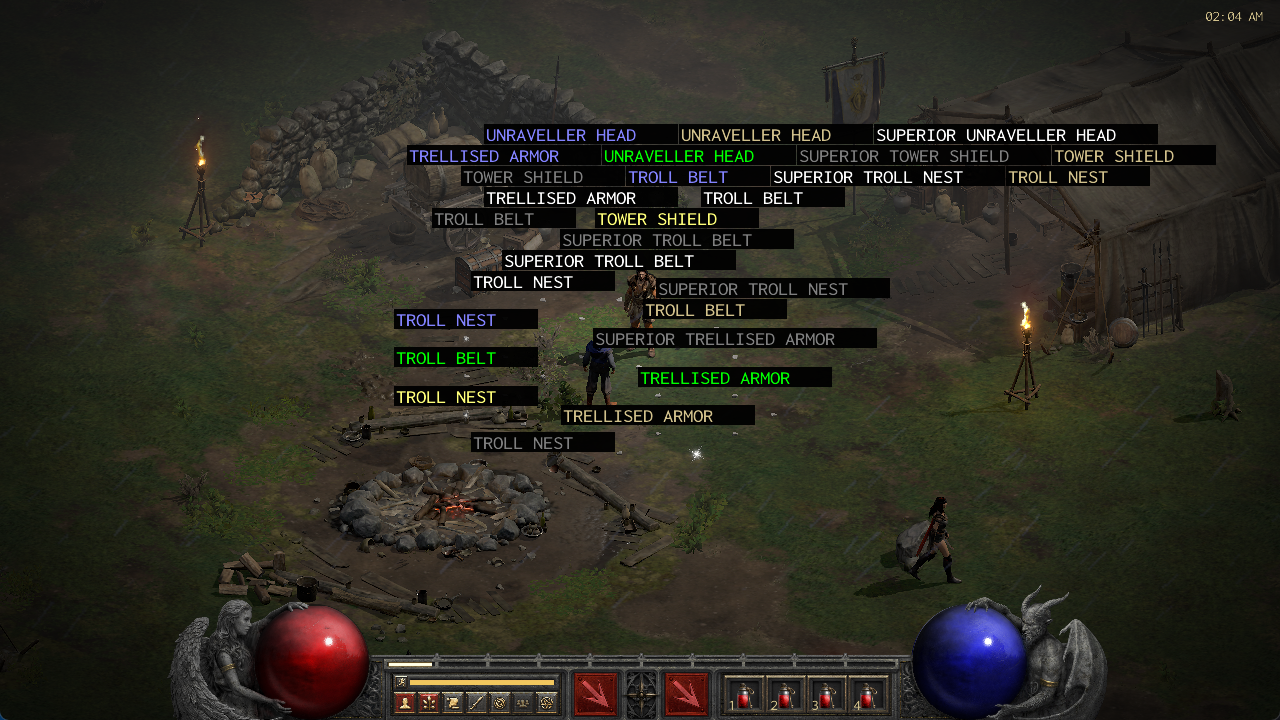 02:04 AM
UNRAVELLER HEAD UNRAVELLER HEAD SUPERIOR UNRAVELLER HEAD
TRELLISED ARMOR UNRAVELLER HEAD SUPERIOR TOWER SHIELD TOWER SHIELD
TOWER SHIELD TROLL BELT SUPERIOR TROLL NEST TROLL NEST
TRELLISED ARMOR TROLL BELT
TROLL BELT TOWER SHIELD
SUPERIOR TROLL BELT
SUPERIOR TROLL BELT
TROLL NEST
SUPERIOR TROLL NEST
TROLL BELT
TROLL NEST
SUPERIOR TRELLISED ARMOR
TROLL BELT
TRELLISED ARMOR
TROLL NEST
TRELLISED ARMOR
TROLL NEST
1 2 3 4